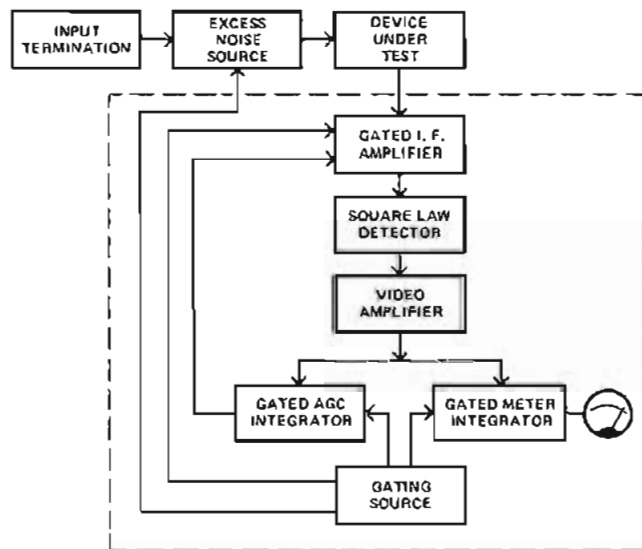 INPUT
TERMINATION
EXCESS
NOISE
SOURCE
DEVICE
UNDER
TEST
GATED I. F.
AMPLIFIER
SQUARE LAW
DETECTOR
VIDEO
AMPLIFIER
GATED AGC
INTEGRATOR
GATED METER
INTEGRATOR
GATING
SOURCE